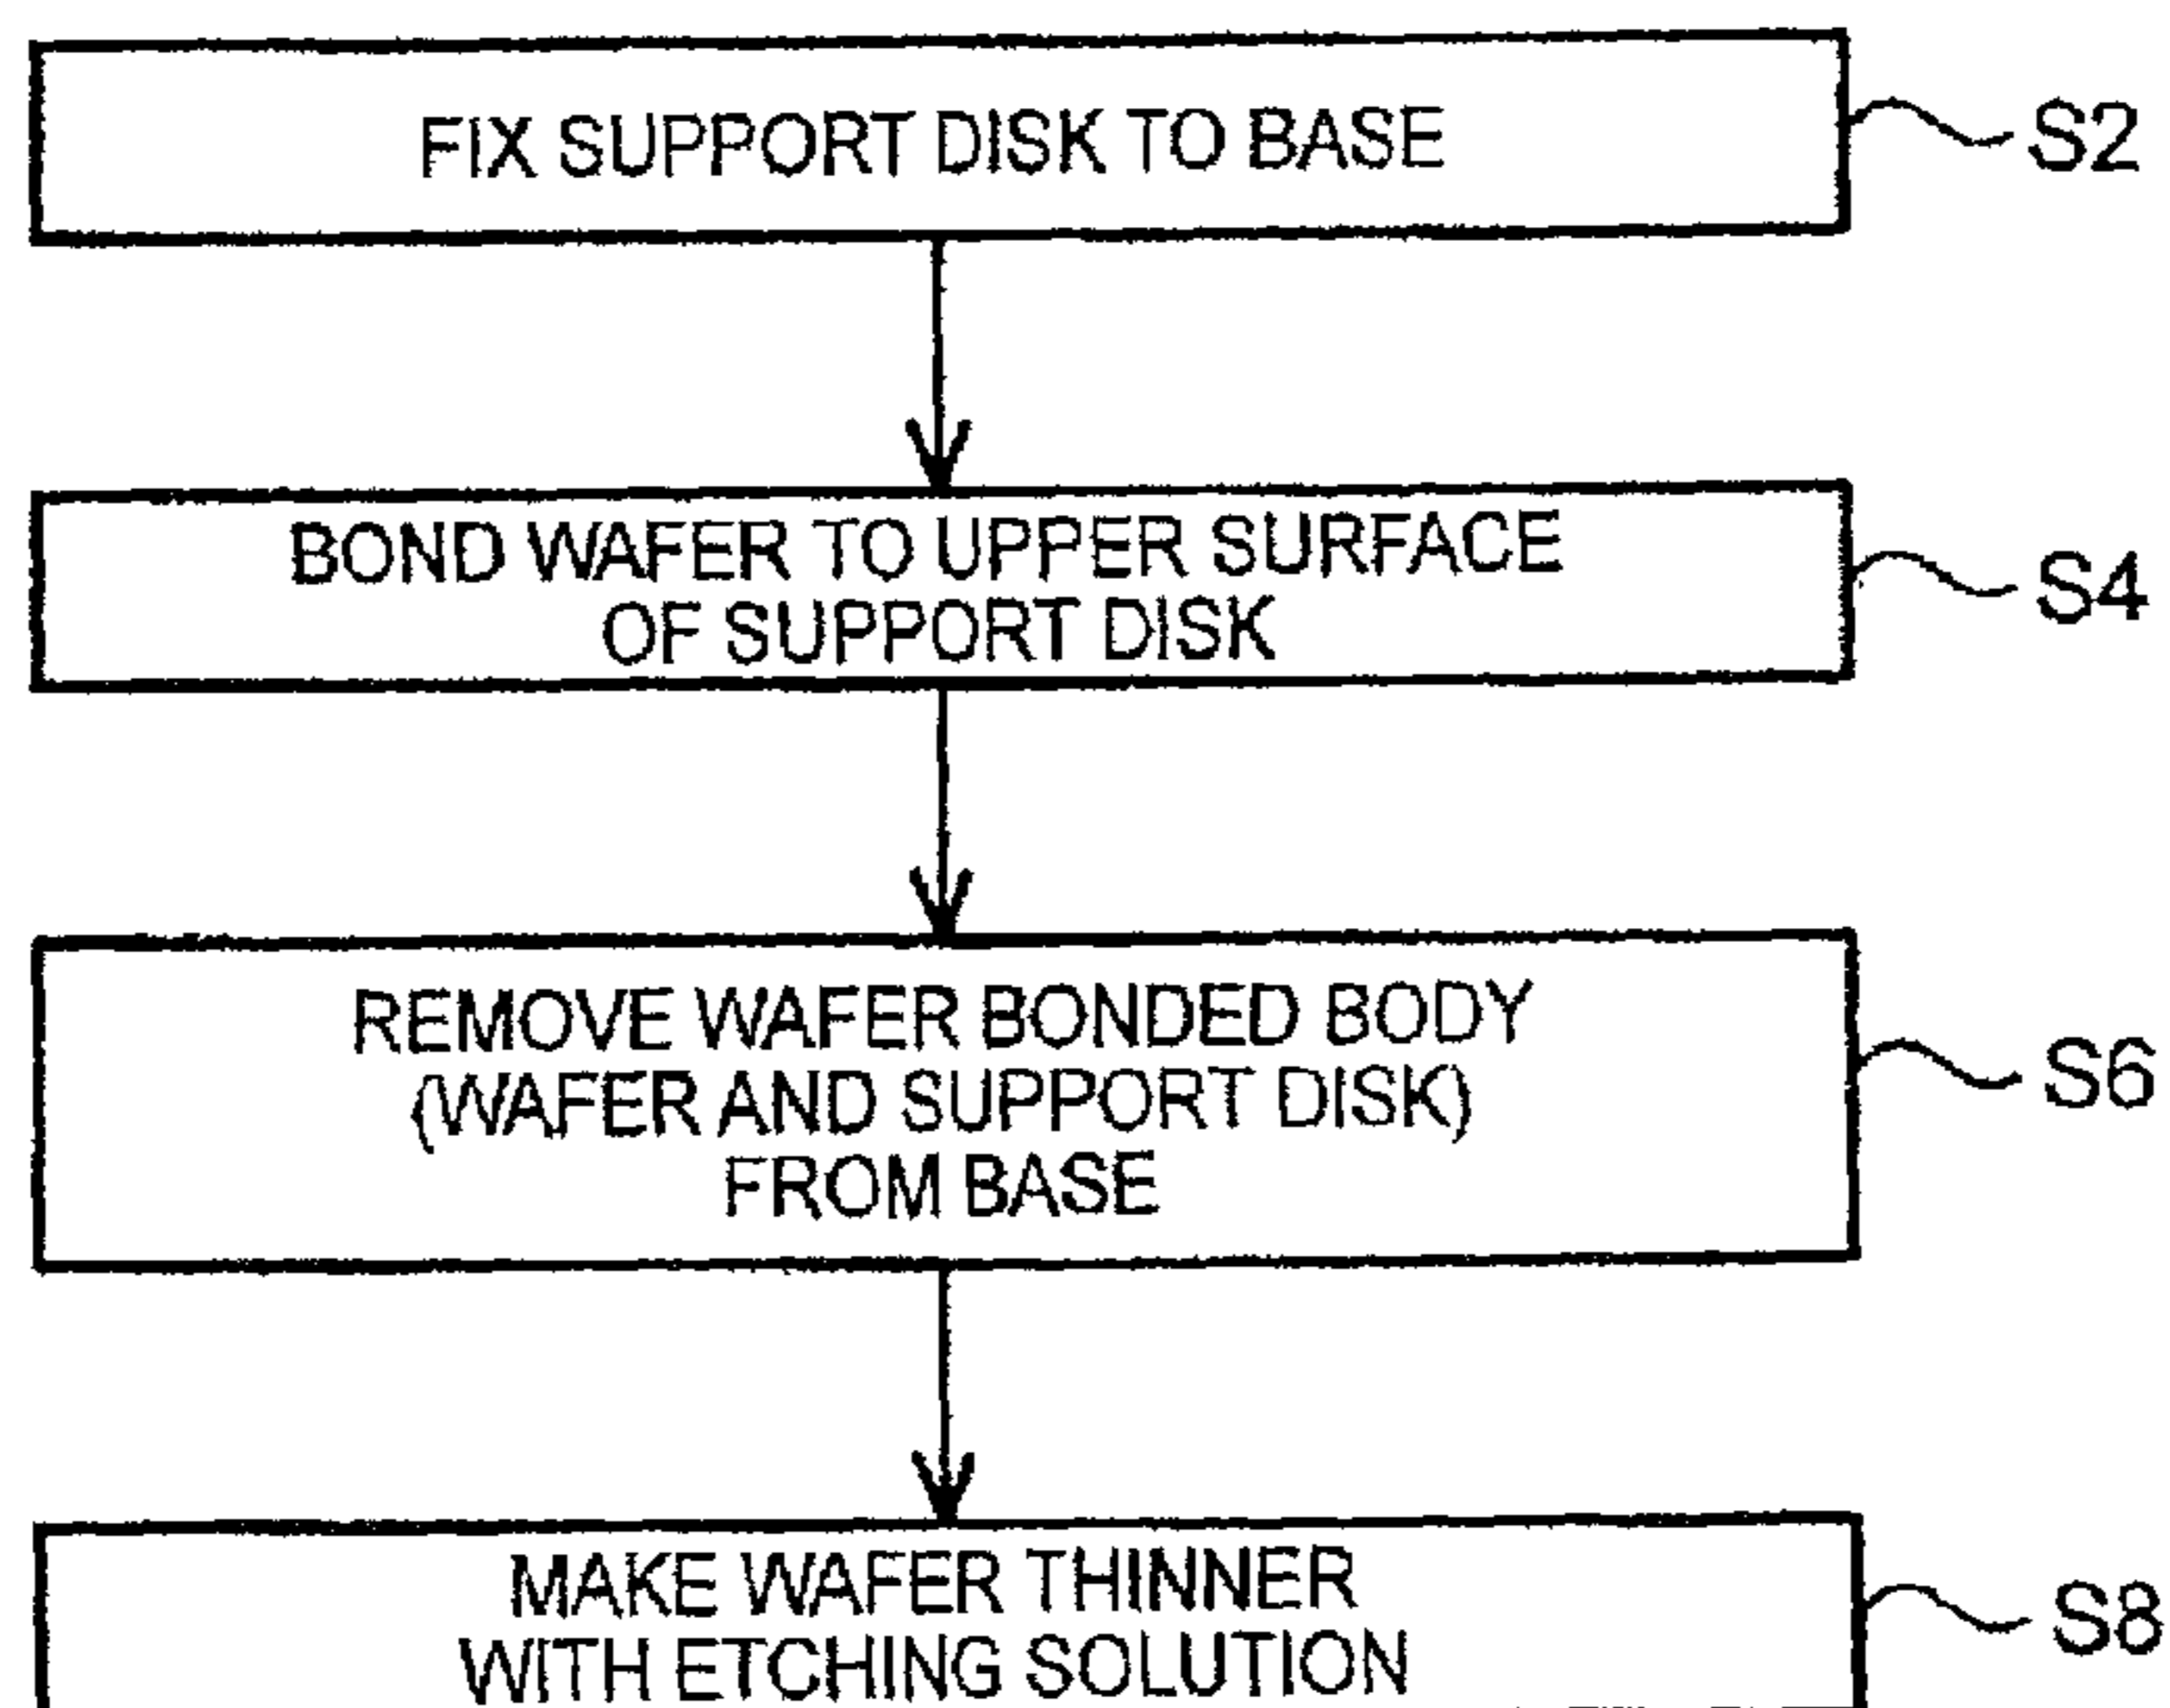 FIX SUPPORT DISK TO BASE
S2
BOND WAFER TO UPPER SURFACE
OF SUPPORT DISK
S4
REMOVE WAFER BONDED BODY
(WAFER AND SUPPORT DISK)
FROM BASE
S6
MAKE WAFER THINNER
WITH ETCHING SOLUTION
S8